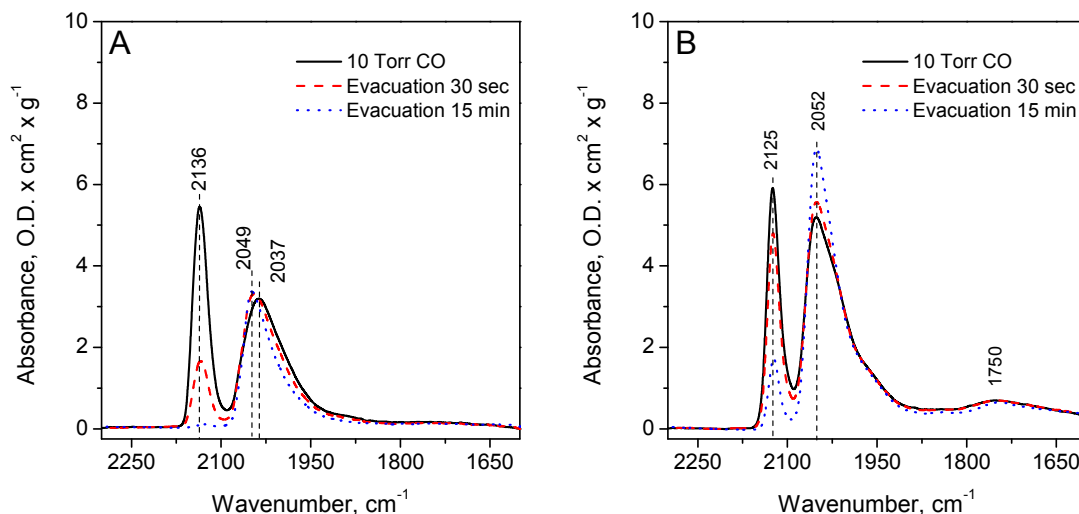 A
10 Torr CO
Evacuation 30 sec
Evacuation 15 min
2136
2049
2037
10
8
6
4
2
0
2250 2100 1950 1800 1650
Absorbance, O.D. x cm² x g⁻¹
Wavenumber, cm⁻¹
B
10 Torr CO
Evacuation 30 sec
Evacuation 15 min
2125
2052
1750
10
8
6
4
2
0
2250 2100 1950 1800 1650
Absorbance, O.D. x cm² x g⁻¹
Wavenumber, cm⁻¹